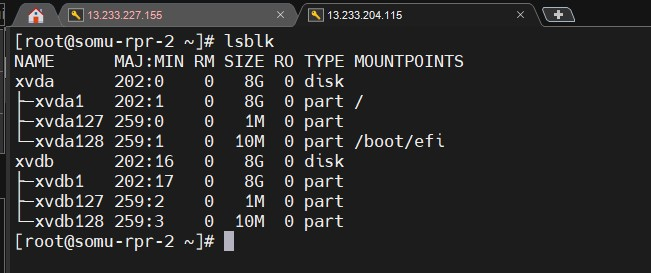 13.233.227.155
13.233.204.115
[root@somu-rpr-2 ~]# lsblk
NAME      MAJ:MIN RM SIZE RO TYPE MOUNTPOINTS
xvda      202:0    0   8G  0 disk
├─xvda1   202:1    0   8G  0 part /
├─xvda127 259:0    0   1M  0 part
└─xvda128 259:1    0  10M  0 part /boot/efi
xvdb      202:16   0   8G  0 disk
├─xvdb1   202:17   0   8G  0 part
├─xvdb127 259:2    0   1M  0 part
└─xvdb128 259:3    0  10M  0 part
[root@somu-rpr-2 ~]#